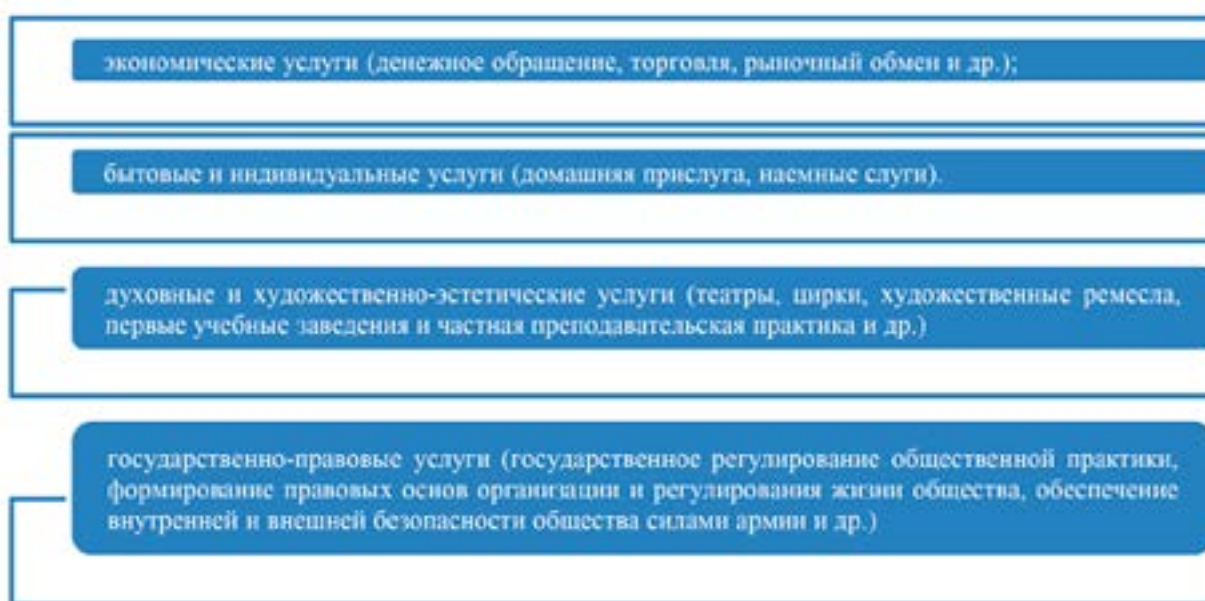 экономические услуги (денежное обращение, торговля, рыночный обмен и др.);
бытовые и индивидуальные услуги (домашняя прислуга, наемные слуги).
духовные и художественно-эстетические услуги (театры, цирки, художественные ремесла,
первые учебные заведения и частная преподавательская практика и др.)
государственно-правовые услуги (государственное регулирование общественной практики,
формирование правовых основ организации и регулирования жизни общества, обеспечение
внутренней и внешней безопасности общества силами армии и др.)